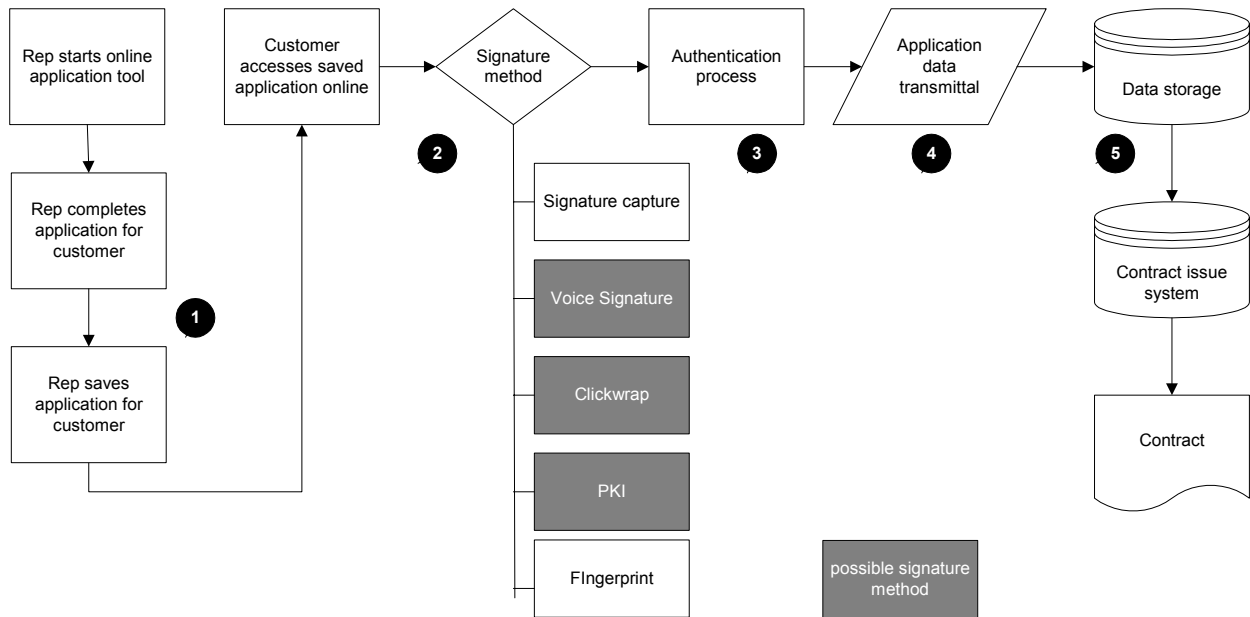 Rep starts online
application tool
Rep completes
application for
customer
1
Rep saves
application for
customer
Customer
accesses saved
application online
2
Signature
method
Signature capture
Voice Signature
Clickwrap
PKI
FIngerprint
Authentication
process
3
Application
data
transmittal
4
Data storage
5
Contract issue
system
Contract
possible signature
method